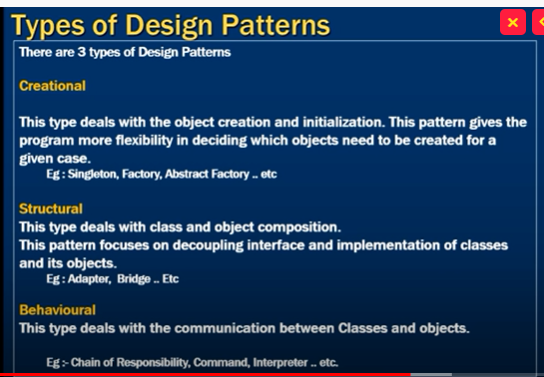 Types of Design Patterns
There are 3 types of Design Patterns
Creational
This type deals with the object creation and initialization. This pattern gives the
program more flexibility in deciding which objects need to be created for a
given case.
Eg : Singleton, Factory, Abstract Factory .. etc
Structural
This type deals with class and object composition.
This pattern focuses on decoupling interface and implementation of classes
and its objects.
Eg : Adapter, Bridge .. Etc
Behavioural
This type deals with the communication between Classes and objects.
Eg :- Chain of Responsibility, Command, Interpreter .. etc.